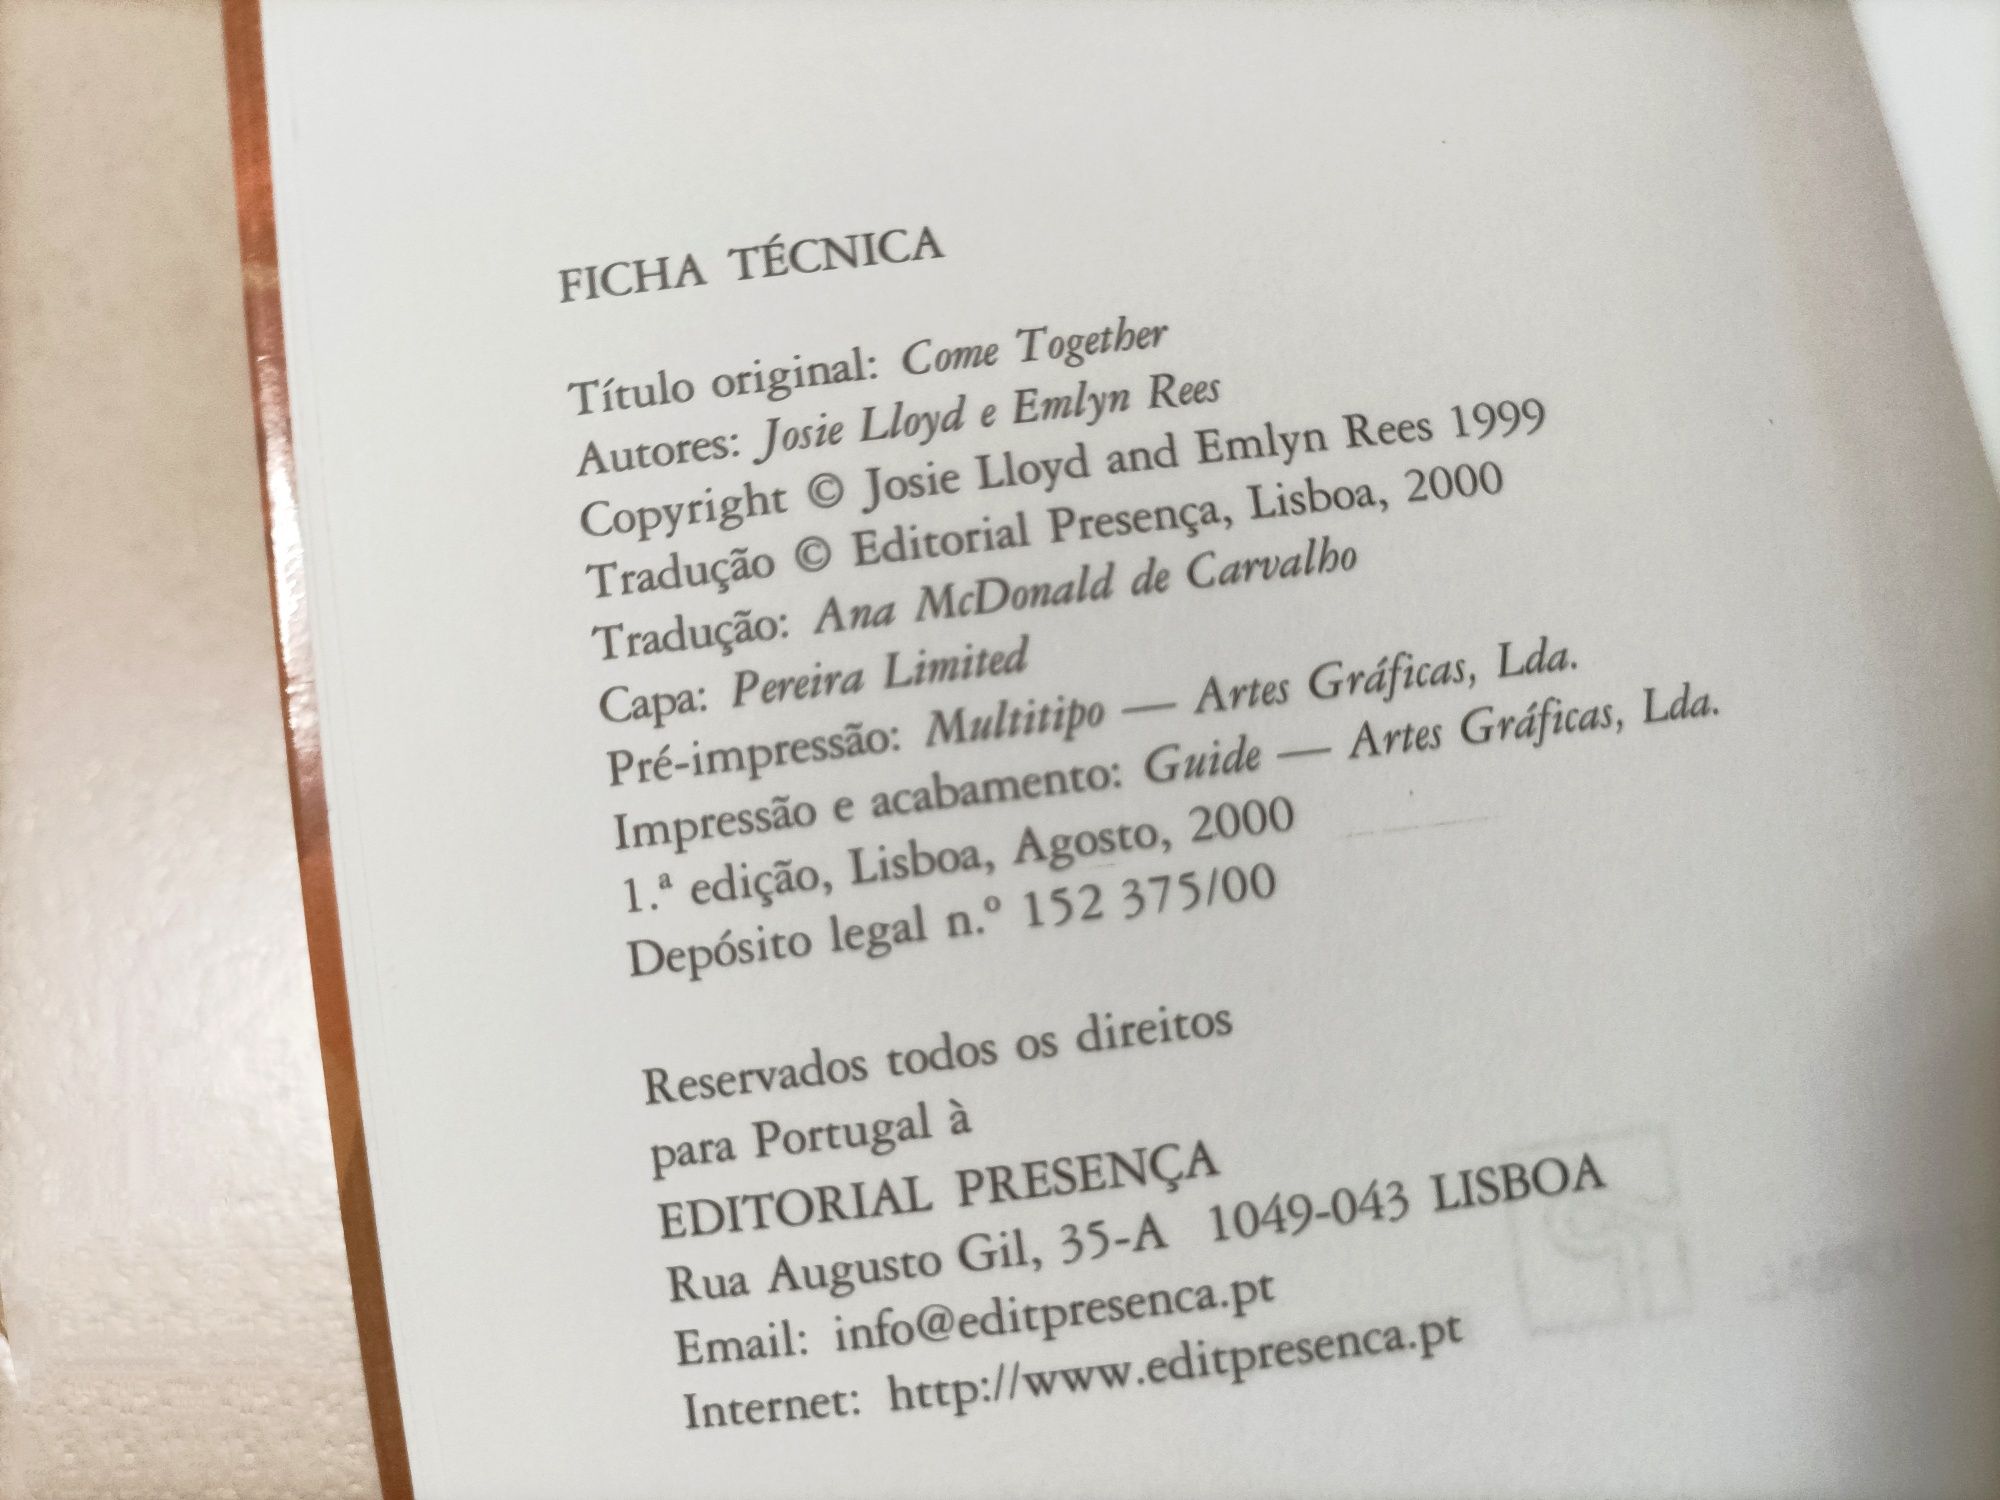 FICHA TÉCNICA
Título original: Come Together
Autores: Josie Lloyd e Emlyn Rees
Copyright © Josie Lloyd and Emlyn Rees 1999
Tradução © Editorial Presença, Lisboa, 2000
Tradução: Ana McDonald de Carvalho
Capa: Pereira Limited
Pré-impressão: Multitipo — Artes Gráficas, Lda.
Impressão e acabamento: Guide — Artes Gráficas, Lda.
1.ª edição, Lisboa, Agosto, 2000
Depósito legal n.º 152 375/00
Reservados todos os direitos
para Portugal à
EDITORIAL PRESENÇA
Rua Augusto Gil, 35-A 1049-043 LISBOA
Email: info@editpresenca.pt
Internet: http://www.editpresenca.pt